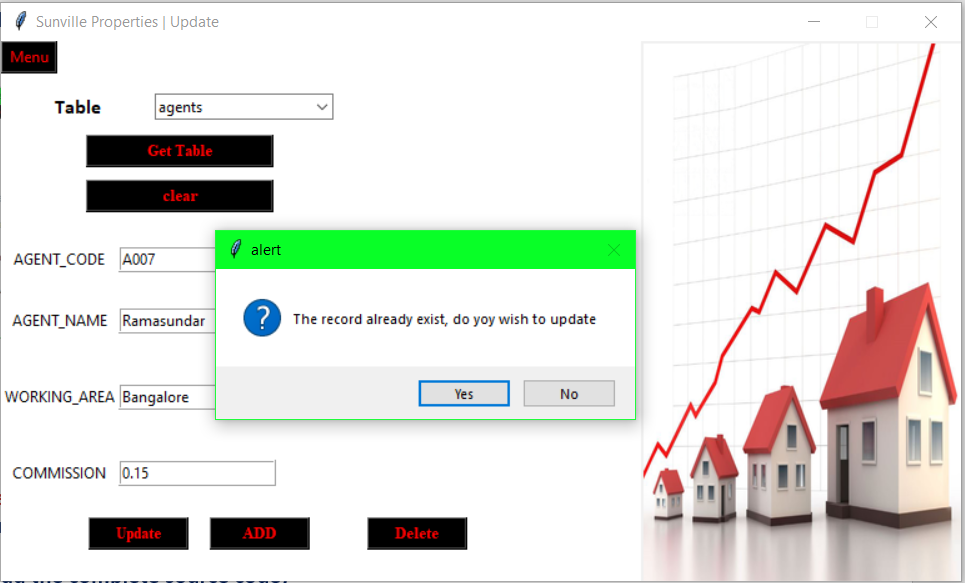 Sunville Properties | Update
Menu
Table
agents
Get Table
clear
alert
The record already exist, do yoy wish to update
Yes
No
AGENT_CODE
A007
AGENT_NAME
Ramasundar
WORKING_AREA
Bangalore
COMMISSION
0.15
Update
ADD
Delete